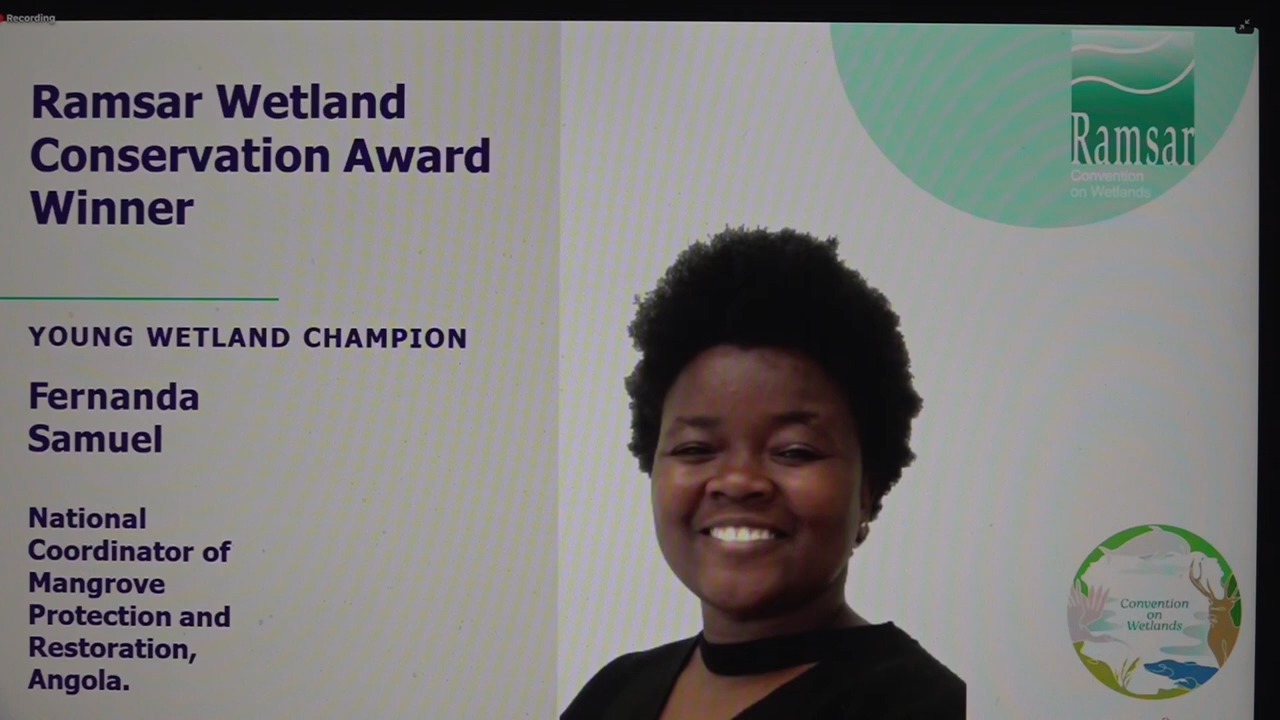 Recording
Ramsar Wetland
Conservation Award
Winner
Ramsar
Convention
on Wetlands
YOUNG WETLAND CHAMPION
Fernanda
Samuel
National
Coordinator of
Mangrove
Protection and
Restoration,
Angola.
Convention
on
Wetlands